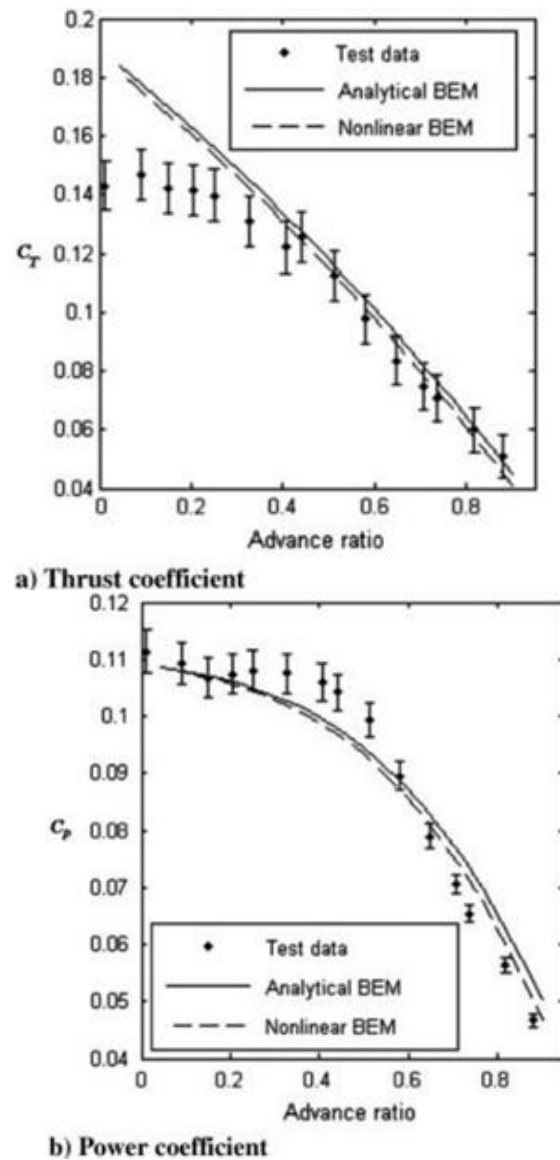 0.2
Test data
0.18
Analytical BEM
0.16
Nonlinear BEM
0.14
C_T
0.12
0.1
0.08
0.06
0.04
0 0.2 0.4 0.6 0.8
Advance ratio
a) Thrust coefficient
0.12
0.11
0.1
0.09
C_P
0.08
0.07
0.06
Test data
0.05
Analytical BEM
Nonlinear BEM
0.04
0 0.2 0.4 0.6 0.8
Advance ratio
b) Power coefficient